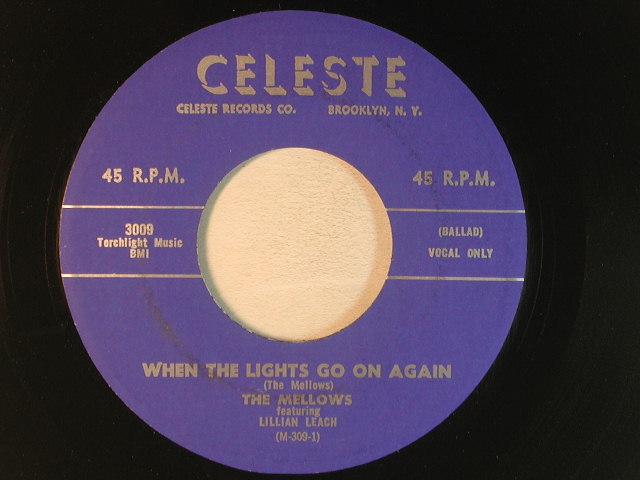 CELESTE
CELESTE RECORDS CO. BROOKLYN, N. Y.
45 R.P.M. 45 R.P.M.
3009
Torchlight Music
BMI
(BALLAD)
VOCAL ONLY
WHEN THE LIGHTS GO ON AGAIN
(The Mellows)
THE MELLOWS
featuring
LILLIAN LEACH
(M-309-1)